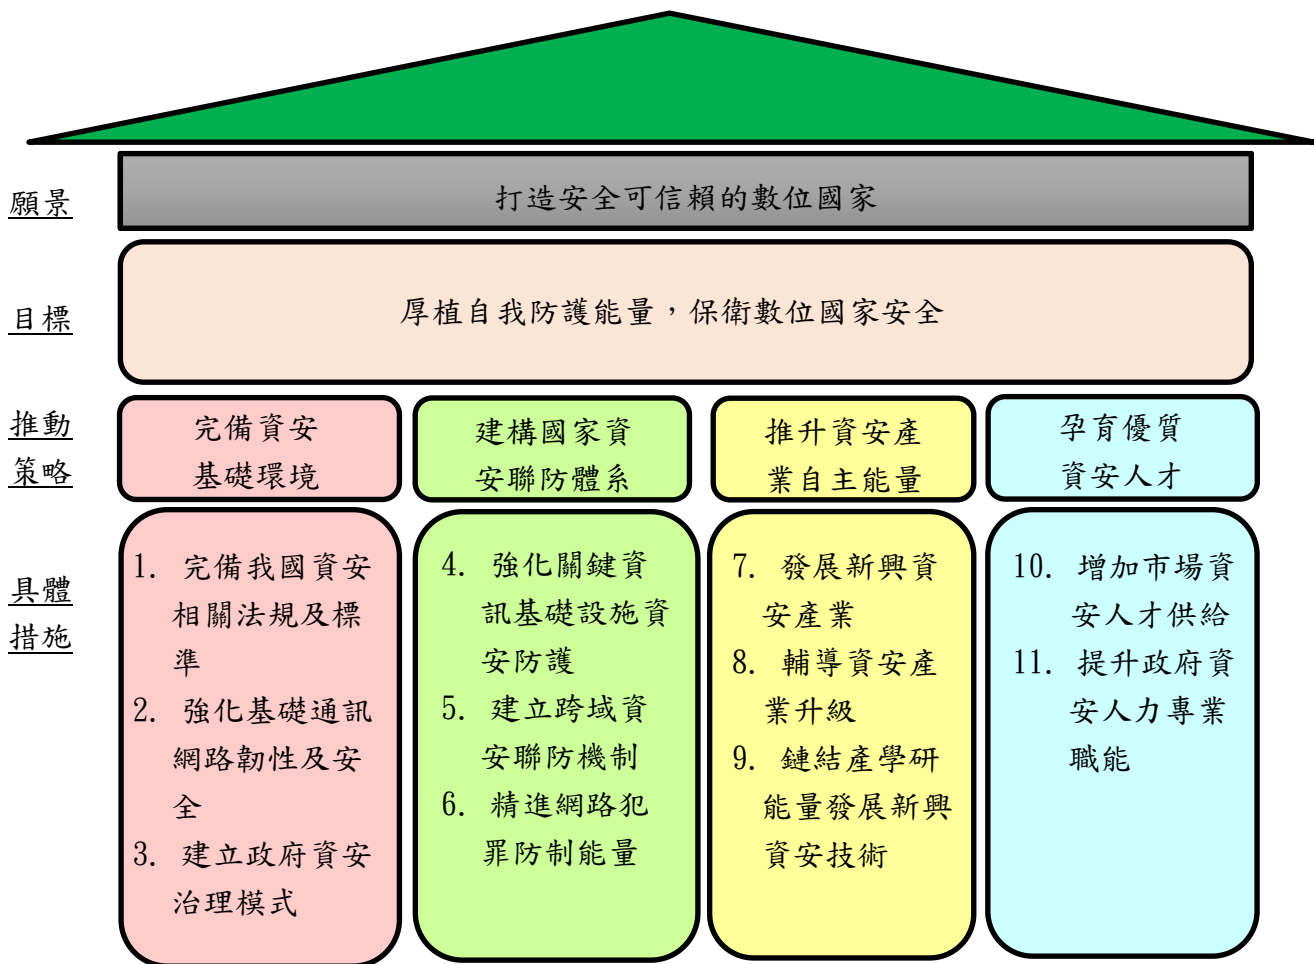 願景
打造安全可信賴的數位國家
目標
厚植自我防護能量，保衛數位國家安全
推動
策略
完備資安
基礎環境
建構國家資
安聯防體系
推升資安產
業自主能量
孕育優質
資安人才
具體
措施
1. 完備我國資安
相關法規及標
準
2. 強化基礎通訊
網路韌性及安
全
3. 建立政府資安
治理模式
4. 強化關鍵資
訊基礎設施資
安防護
5. 建立跨域資
安聯防機制
6. 精進網路犯
罪防制能量
7. 發展新興資
安產業
8. 輔導資安產
業升級
9. 鏈結產學研
能量發展新興
資安技術
10. 增加市場資
安人才供給
11. 提升政府資
安人力專業
職能